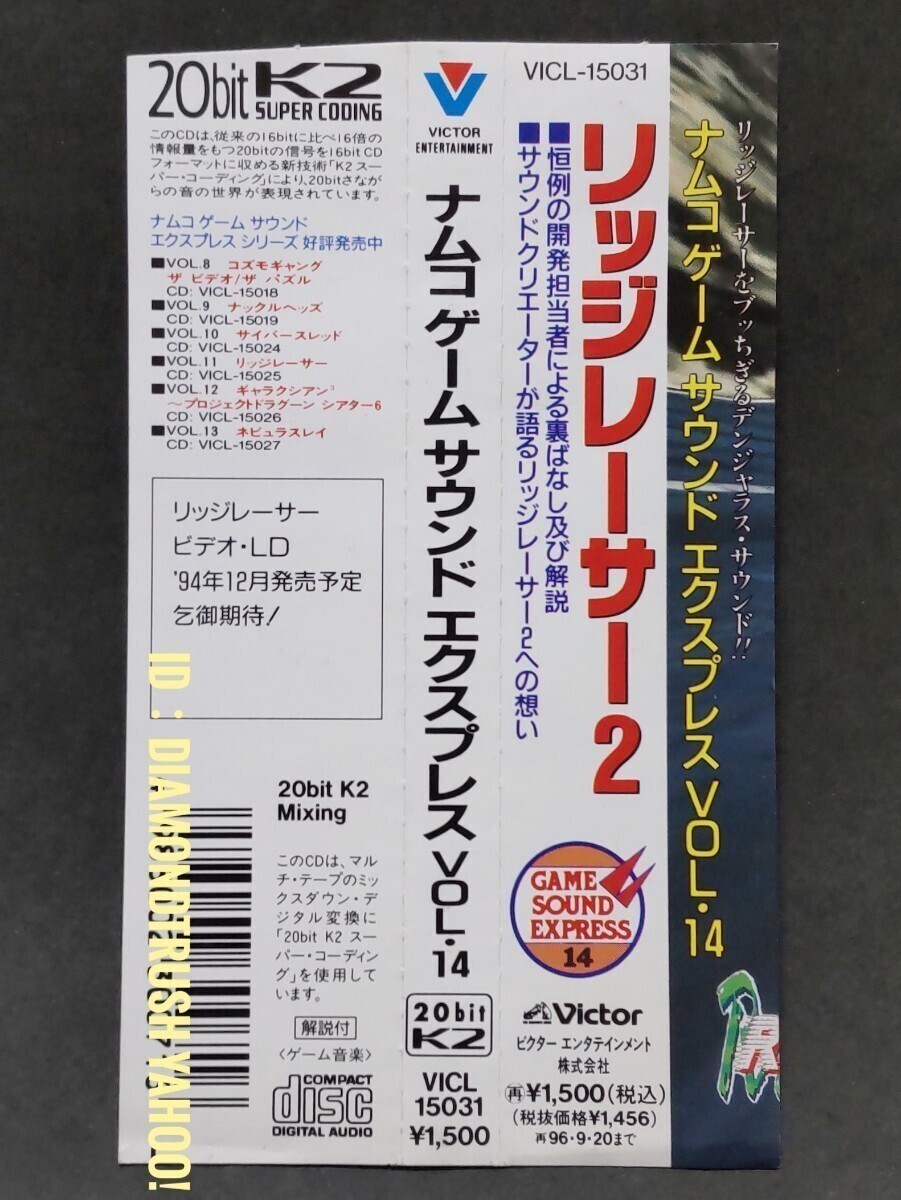 20bit K2
SUPER CODING
このCDは、従来の16bitに比べ16倍の
情報量をもつ20bitの信号を16bit CD
フォーマットに収める新技術「K2 スー
パー・コーディング」により、20bitさなが
らの音の世界が表現されています。
ナムコ ゲーム サウンド
エクスプレス シリーズ 好評発売中
■VOL.8 コズモギャング
ザ ビデオ/ザ パズル
CD: VICL-15018
■VOL.9 ナックルヘッズ
CD: VICL-15019
■VOL.10 サイバースレッド
CD: VICL-15024
■VOL.11 リッジレーサー
CD: VICL-15025
■VOL.12 ギャラクシアン³
〜プロジェクトドラグーン シアター6
CD: VICL-15026
■VOL.13 ネビュラスレイ
CD: VICL-15027
リッジレーサー
ビデオ・LD
'94年12月発売予定
乞御期待!
20bit K2
Mixing
このCDは、マル
チ・テープのミッ
クスダウン・デ
ジタル変換に
「20bit K2 スー
パー・コーディン
グ」を使用して
います。
解説付
〈ゲーム音楽〉
COMPACT
disc
DIGITAL AUDIO
VICTOR
ENTERTAINMENT
ナムコ ゲーム サウンド エクスプレス VOL.14
20bit
K2
VICL
15031
¥1,500
VICL-15031
リッジレーサー2
■恒例の開発担当者による裏ばなし及び解説
■サウンドクリエーターが語るリッジレーサー2への想い
GAME
SOUND
EXPRESS
14
Victor
ビクター エンタテインメント
株式会社
再¥1,500(税込)
(税抜価格¥1,456)
再96・9・20まで
リッジレーサーをブッちぎるデンジャラス・サウンド!!
ナムコ ゲーム サウンド エクスプレス VOL.14
R
ID : DIAMONDTRUSH YAHOO!